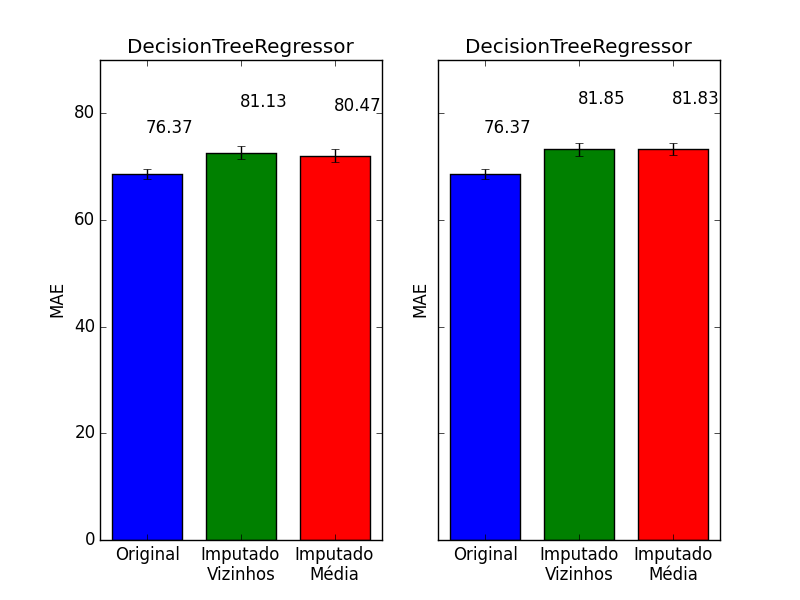 DecisionTreeRegressor
MAE
80
60
40
20
0
76.37
81.13
80.47
Original
Imputado
Vizinhos
Imputado
Média
DecisionTreeRegressor
MAE
76.37
81.85
81.83
Original
Imputado
Vizinhos
Imputado
Média